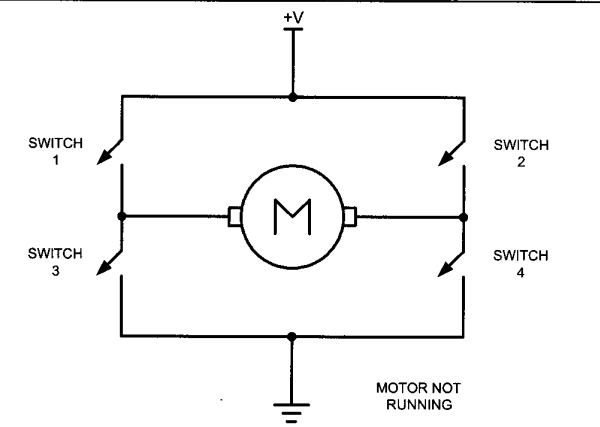 +V
SWITCH
1
SWITCH
2
M
SWITCH
3
SWITCH
4
MOTOR NOT
RUNNING